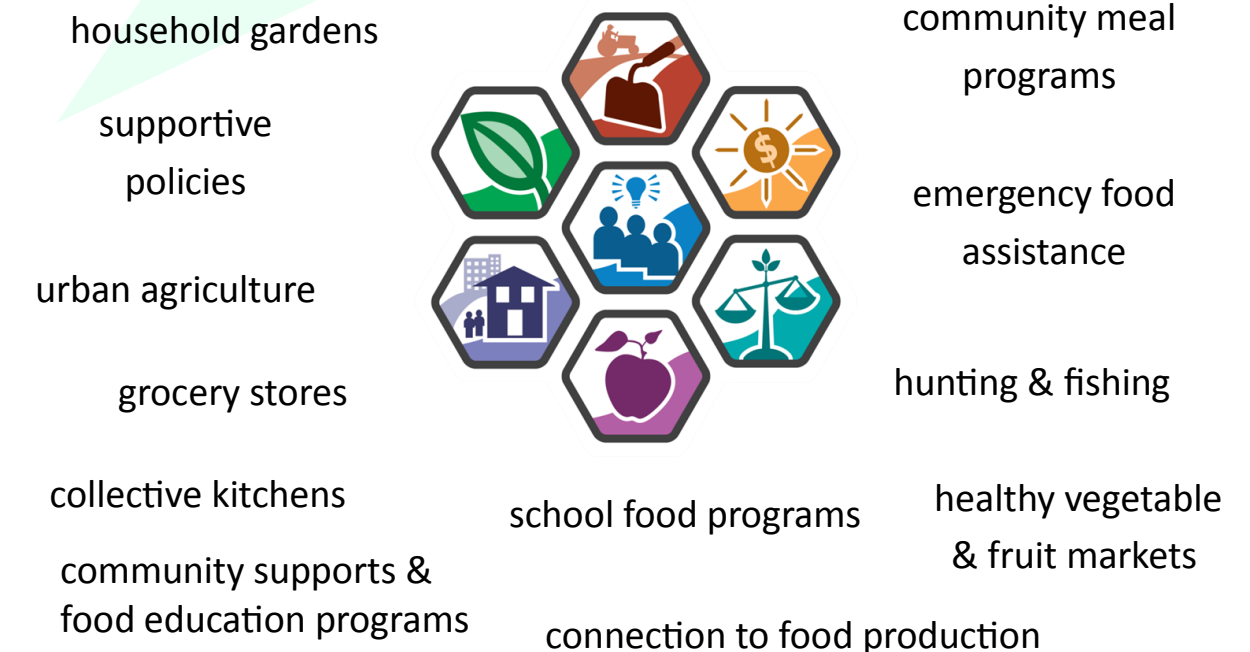 household gardens
supportive
policies
urban agriculture
grocery stores
collective kitchens
community supports &
food education programs
$
school food programs
connection to food production
community meal
programs
emergency food
assistance
hunting & fishing
healthy vegetable
& fruit markets